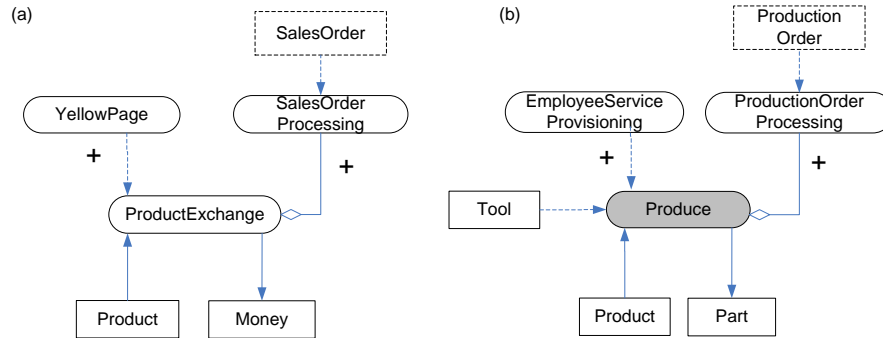 (a)
SalesOrder
YellowPage
SalesOrder
Processing
+
+
ProductExchange
Product
Money
(b)
Production
Order
EmployeeService
Provisioning
ProductionOrder
Processing
+
+
Tool
Produce
Product
Part